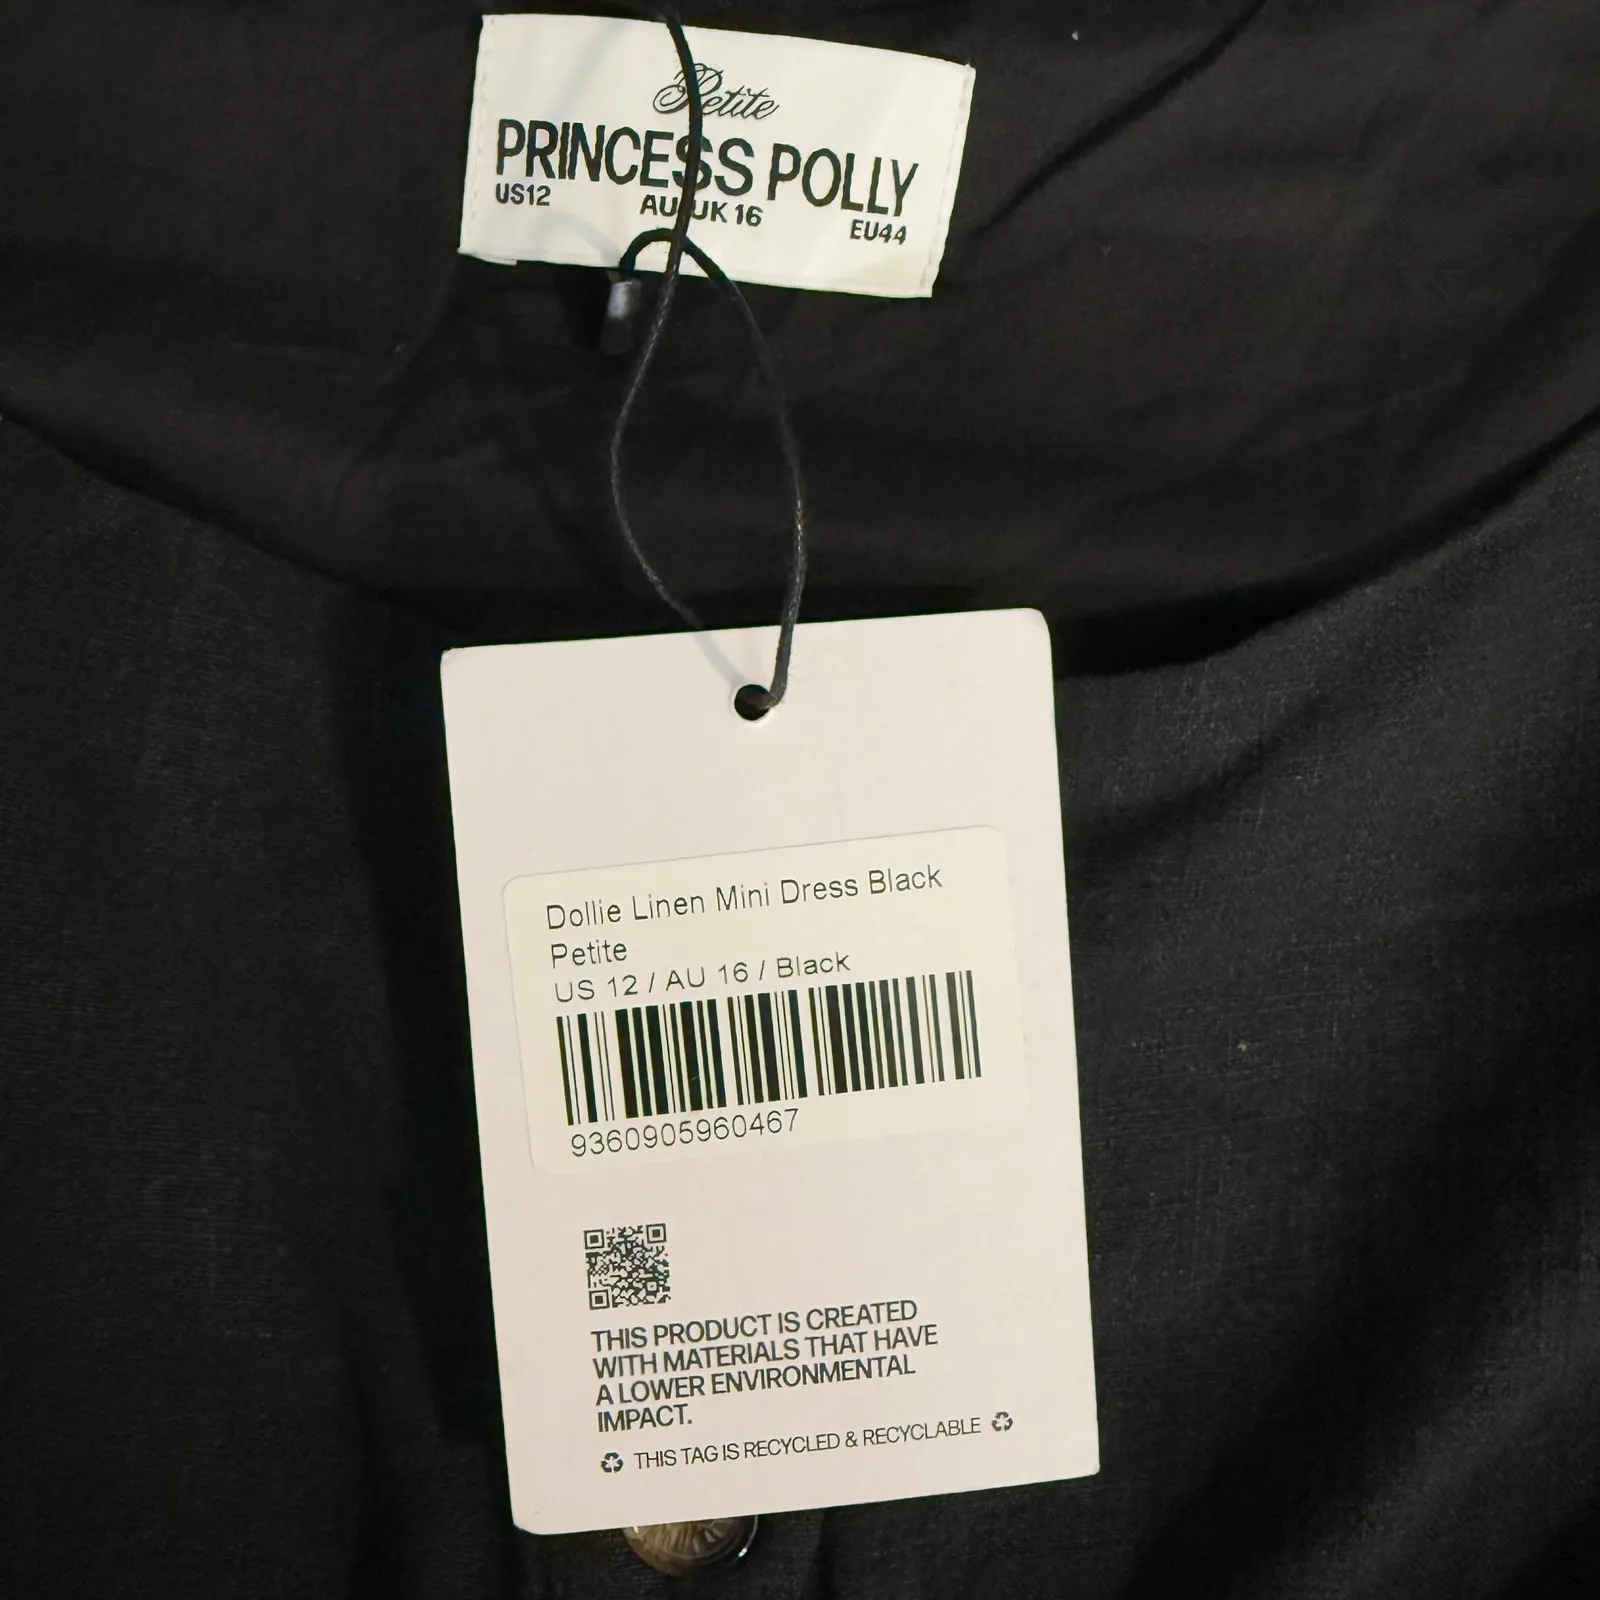 Petite
PRINCESS POLLY
US12 AU/UK 16 EU44
Dollie Linen Mini Dress Black
Petite
US 12 / AU 16 / Black
9360905960467
THIS PRODUCT IS CREATED
WITH MATERIALS THAT HAVE
A LOWER ENVIRONMENTAL
IMPACT.
THIS TAG IS RECYCLED & RECYCLABLE